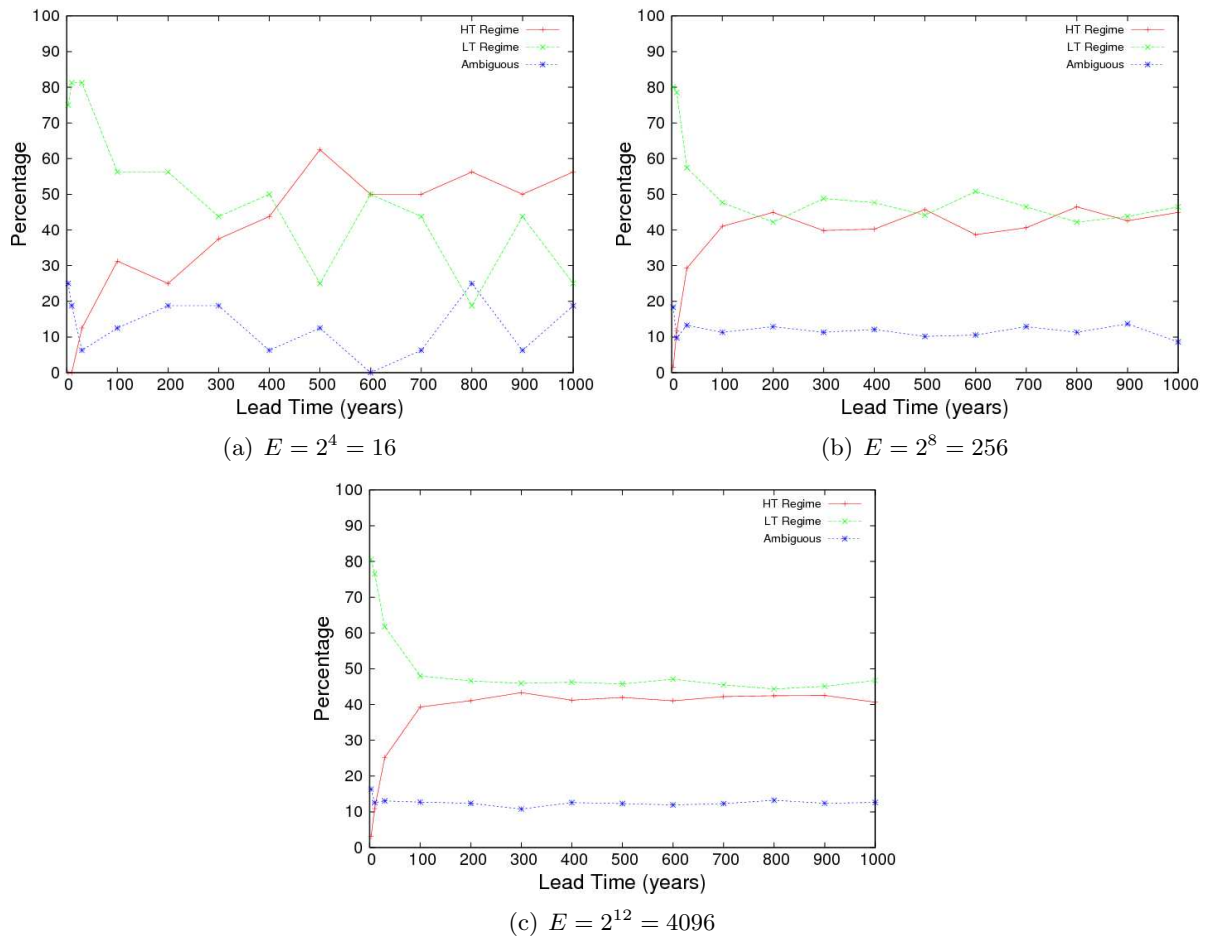 100
90
80
70
60
50
40
30
20
10
0
Percentage
HT Regime
LT Regime
Ambiguous
0 100 200 300 400 500 600 700 800 900 1000
Lead Time (years)
(a) E = 2^4 = 16
100
90
80
70
60
50
40
30
20
10
0
Percentage
HT Regime
LT Regime
Ambiguous
0 100 200 300 400 500 600 700 800 900 1000
Lead Time (years)
(b) E = 2^8 = 256
100
90
80
70
60
50
40
30
20
10
0
Percentage
HT Regime
LT Regime
Ambiguous
0 100 200 300 400 500 600 700 800 900 1000
Lead Time (years)
(c) E = 2^12 = 4096